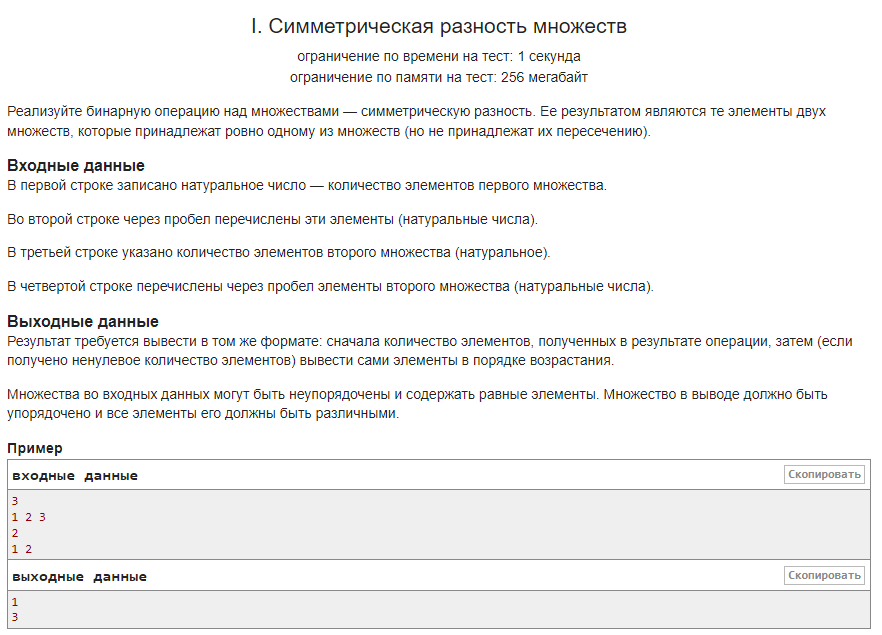 I. Симметрическая разность множеств
ограничение по времени на тест: 1 секунда
ограничение по памяти на тест: 256 мегабайт
Реализуйте бинарную операцию над множествами — симметрическую разность. Ее результатом являются те элементы двух
множеств, которые принадлежат ровно одному из множеств (но не принадлежат их пересечению).
Входные данные
В первой строке записано натуральное число — количество элементов первого множества.
Во второй строке через пробел перечислены эти элементы (натуральные числа).
В третьей строке указано количество элементов второго множества (натуральное).
В четвертой строке перечислены через пробел элементы второго множества (натуральные числа).
Выходные данные
Результат требуется вывести в том же формате: сначала количество элементов, полученных в результате операции, затем (если
получено ненулевое количество элементов) вывести сами элементы в порядке возрастания.
Множества во входных данных могут быть неупорядочены и содержать равные элементы. Множество в выводе должно быть
упорядочено и все элементы его должны быть различными.
Пример
входные данные Скопировать
3
1 2 3
2
1 2
выходные данные Скопировать
1
3